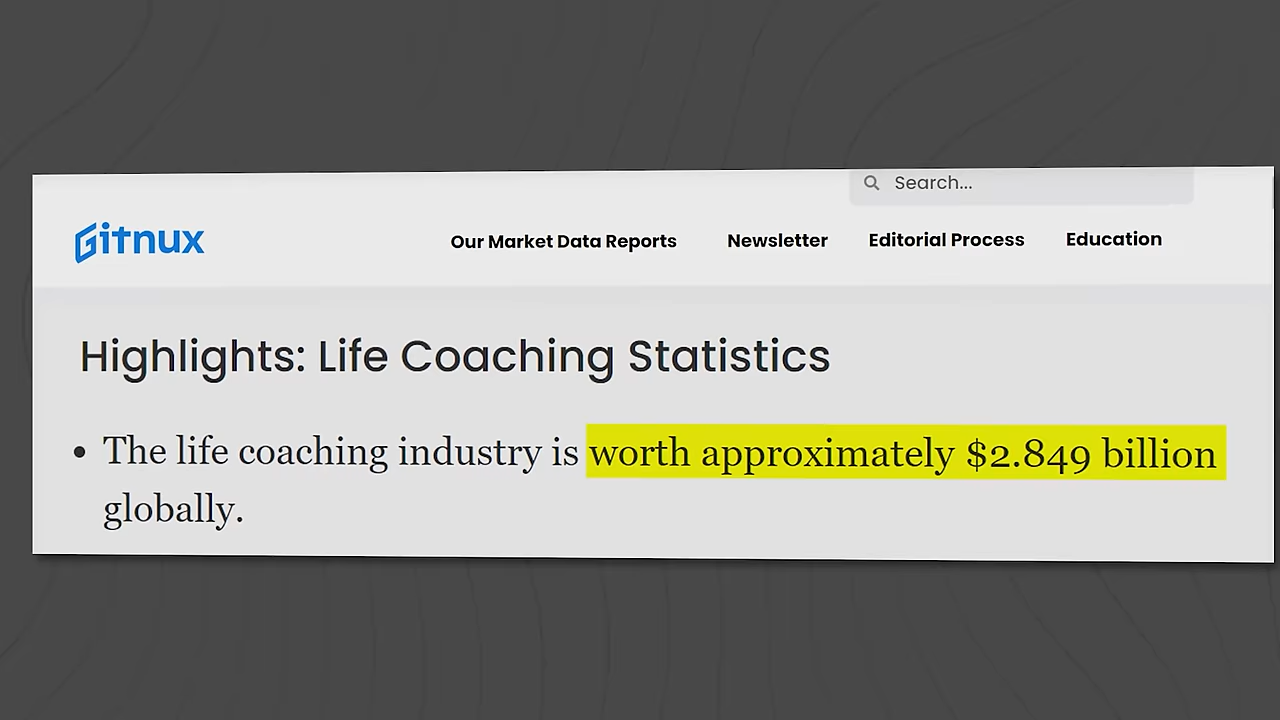 Search...
Gitnux
Our Market Data Reports
Newsletter
Editorial Process
Education
Highlights: Life Coaching Statistics
• The life coaching industry is worth approximately $2.849 billion
globally.